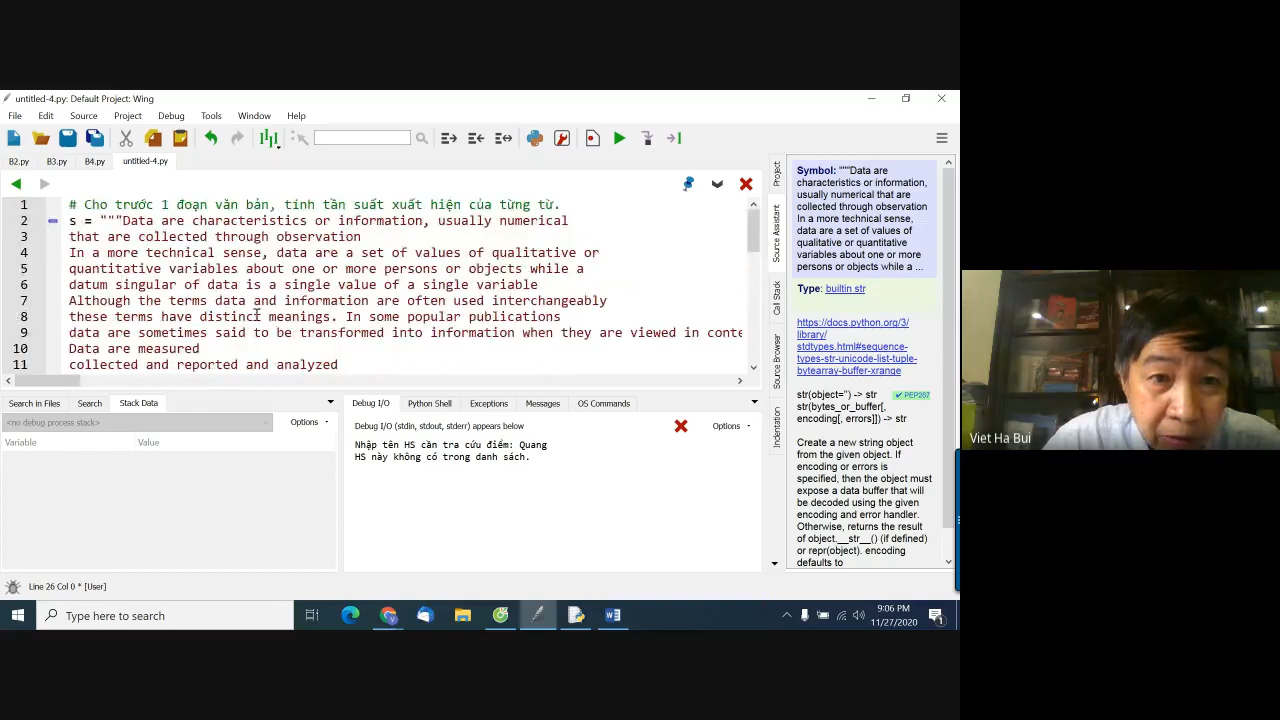 untitled-4.py: Default Project: Wing
File Edit Source Project Debug Tools Window Help
B2.py B3.py B4.py untitled-4.py
1 # Cho trước 1 đoạn văn bản, tính tần suất xuất hiện của từng từ.
2 s = """Data are characteristics or information, usually numerical
3 that are collected through observation
4 In a more technical sense, data are a set of values of qualitative or
5 quantitative variables about one or more persons or objects while a
6 datum singular of data is a single value of a single variable
7 Although the terms data and information are often used interchangeably
8 these terms have distinct meanings. In some popular publications
9 data are sometimes said to be transformed into information when they are viewed in conte
10 Data are measured
11 collected and reported and analyzed
Search in Files Search Stack Data
<no debug process stack> Options
Variable Value
Debug I/O Python Shell Exceptions Messages OS Commands
Debug I/O (stdin, stdout, stderr) appears below Options
Nhập tên HS cần tra cứu điểm: Quang
HS này không có trong danh sách.
Project
Source Assistant
Call Stack
Source Browser
Indentation
Symbol: """Data are
characteristics or information,
usually numerical that are
collected through observation
In a more technical sense,
data are a set of values of
qualitative or quantitative
variables about one or more
persons or objects while a ...
Type: builtin str
https://docs.python.org/3/
library/
stdtypes.html#sequence-
types-str-unicode-list-tuple-
bytearray-buffer-xrange
str(object='') -> str ✔ PEP287
str(bytes_or_buffer[,
encoding[, errors]]) -> str
Create a new string object
from the given object. If
encoding or errors is
specified, then the object must
expose a data buffer that will
be decoded using the given
encoding and error handler.
Otherwise, returns the result
of object.__str__() (if defined)
or repr(object). encoding
defaults to
Viet Ha Bui
Line 26 Col 0 * [User]
Type here to search
9:06 PM
11/27/2020
1